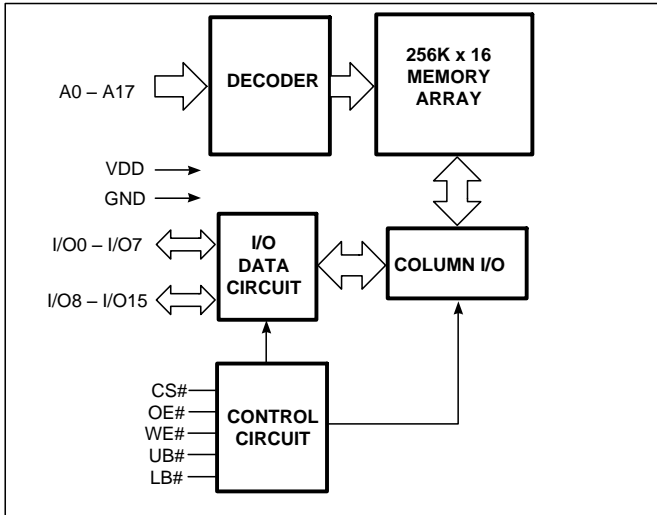 A0 – A17
DECODER
256K x 16
MEMORY
ARRAY
VDD
GND
I/O0 – I/O7
I/O8 – I/O15
I/O
DATA
CIRCUIT
COLUMN I/O
CS#
OE#
WE#
UB#
LB#
CONTROL
CIRCUIT